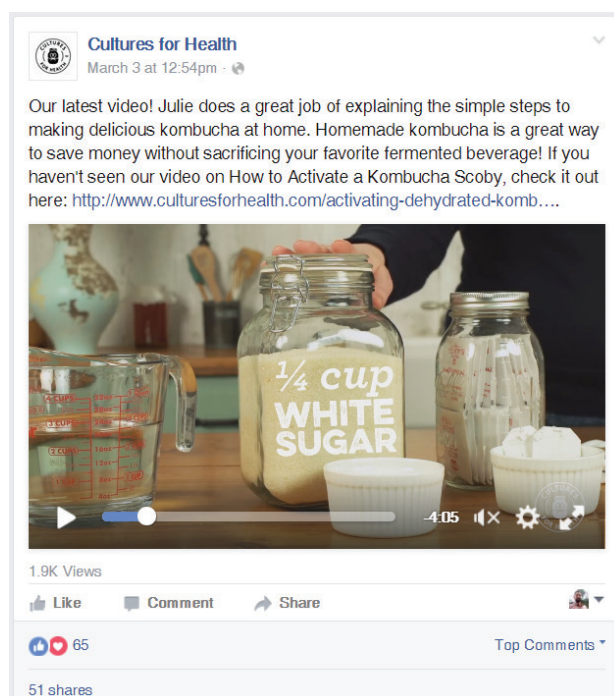 Cultures for Health
March 3 at 12:54pm ·
Our latest video! Julie does a great job of explaining the simple steps to
making delicious kombucha at home. Homemade kombucha is a great way
to save money without sacrificing your favorite fermented beverage! If you
haven't seen our video on How to Activate a Kombucha Scoby, check it out
here: http://www.culturesforhealth.com/activating-dehydrated-komb….
¼ cup
WHITE
SUGAR
4 CUPS
3 CUPS
2 CUPS
-4:05
1.9K Views
Like Comment Share
65 Top Comments
51 shares